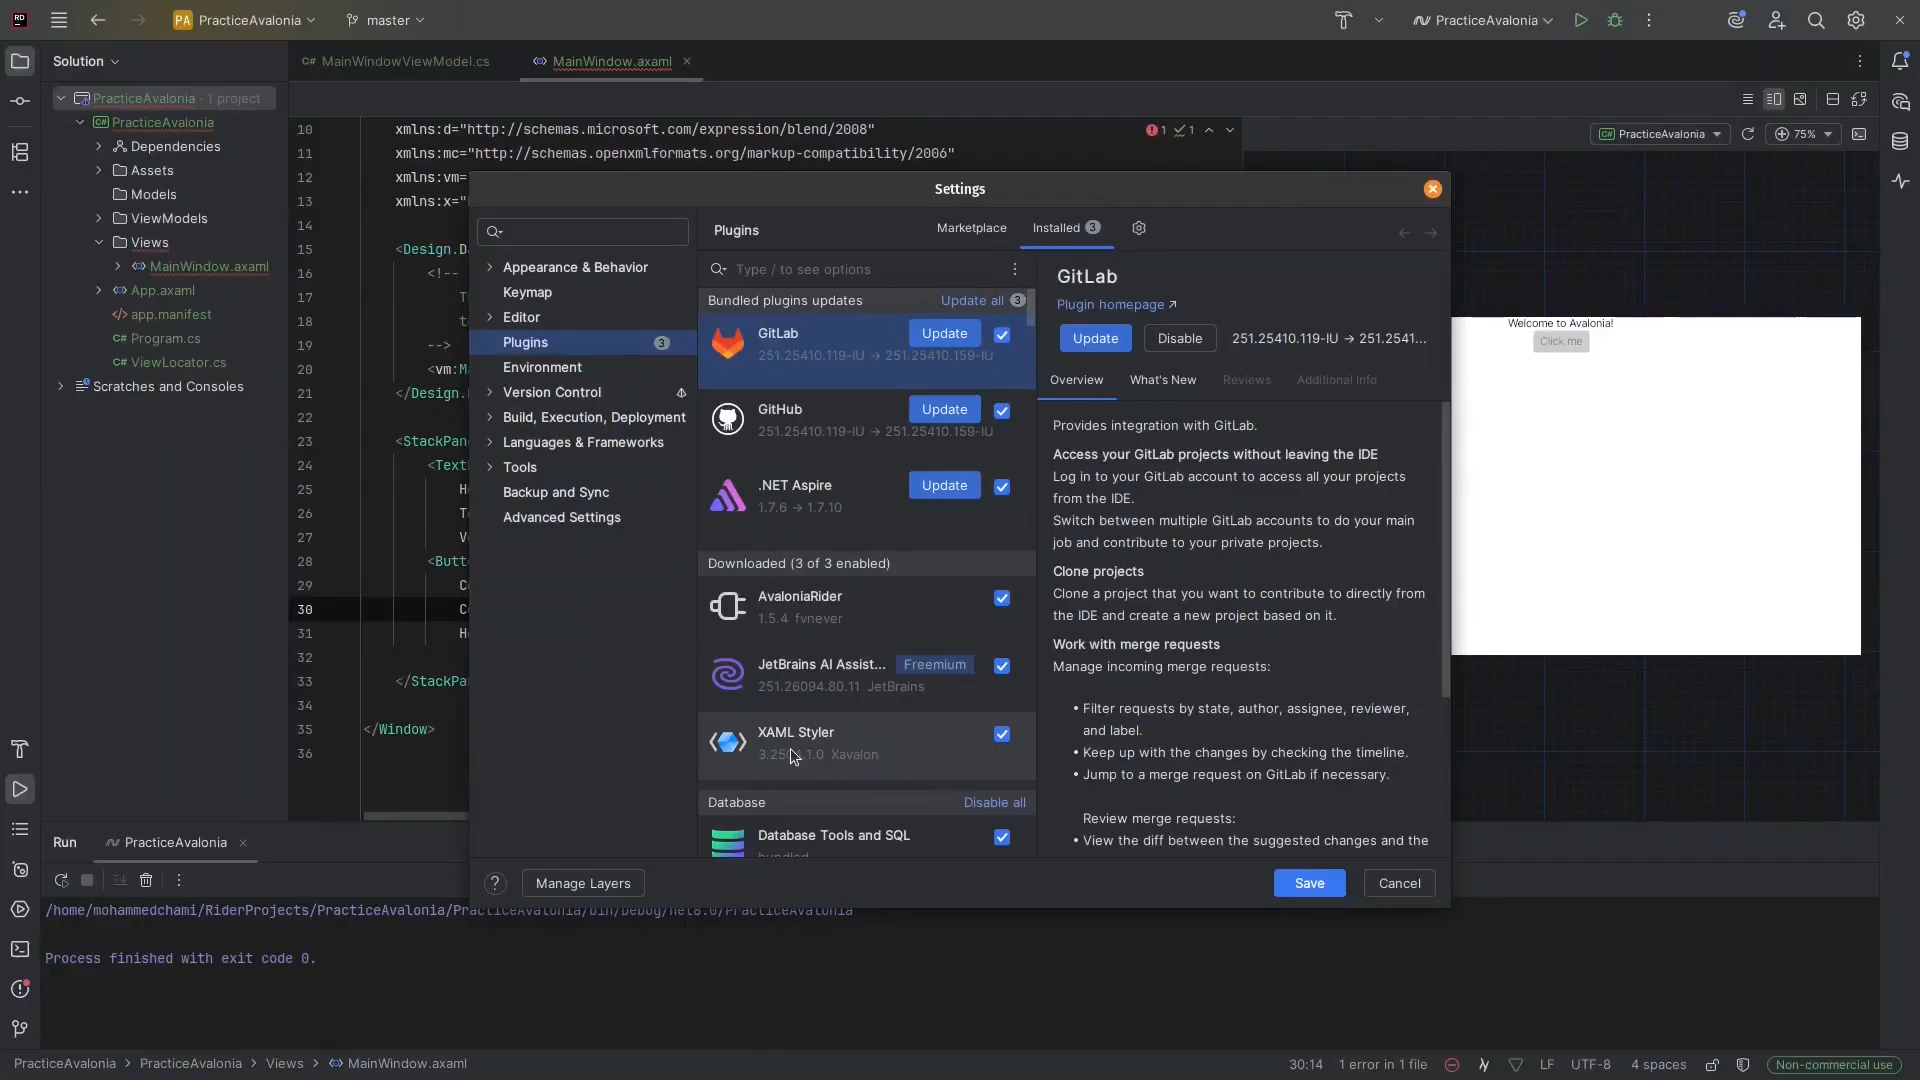 PA PracticeAvalonia
master
PracticeAvalonia
Solution
C# MainWindowViewModel.cs
MainWindow.axaml
PracticeAvalonia · 1 project
PracticeAvalonia
Dependencies
Assets
Models
ViewModels
Views
MainWindow.axaml
App.axaml
app.manifest
C# Program.cs
C# ViewLocator.cs
Scratches and Consoles
10 xmlns:d="http://schemas.microsoft.com/expression/blend/2008"
11 xmlns:mc="http://schemas.openxmlformats.org/markup-compatibility/2006"
12 xmlns:vm=
13 xmlns:x="
14
15 <Design.D
16 <!--
17
18
19 -->
20 <vm:M
21 </Design.
22
23 <StackPan
24 <Text
25 H
26 T
27 V
28 <Butt
29 C
30 C
31 H
32
33 </StackPan
34
35 </Window>
36
1 1
PracticeAvalonia
75%
Welcome to Avalonia!
Click me
Settings
Appearance & Behavior
Keymap
Editor
Plugins 3
Environment
Version Control
Build, Execution, Deployment
Languages & Frameworks
Tools
Backup and Sync
Advanced Settings
Plugins
Marketplace
Installed 3
Type / to see options
Bundled plugins updates Update all 3
GitLab Update
251.25410.119-IU → 251.25410.159-IU
GitHub Update
251.25410.119-IU → 251.25410.159-IU
.NET Aspire Update
1.7.6 → 1.7.10
Downloaded (3 of 3 enabled)
AvaloniaRider
1.5.4 fvnever
JetBrains AI Assist... Freemium
251.26094.80.11 JetBrains
XAML Styler
Xavalon
Database Disable all
Database Tools and SQL
bundled
GitLab
Plugin homepage ↗
Update Disable 251.25410.119-IU → 251.2541...
Overview What's New Reviews Additional Info
Provides integration with GitLab.
Access your GitLab projects without leaving the IDE
Log in to your GitLab account to access all your projects
from the IDE.
Switch between multiple GitLab accounts to do your main
job and contribute to your private projects.
Clone projects
Clone a project that you want to contribute to directly from
the IDE and create a new project based on it.
Work with merge requests
Manage incoming merge requests:
• Filter requests by state, author, assignee, reviewer,
and label.
• Keep up with the changes by checking the timeline.
• Jump to a merge request on GitLab if necessary.
Review merge requests:
• View the diff between the suggested changes and the
? Manage Layers
Save
Cancel
Run
PracticeAvalonia
/home/mohammedchami/RiderProjects/PracticeAvalonia/PracticeAvalonia/bin/Debug/net8.0/PracticeAvalonia
Process finished with exit code 0.
PracticeAvalonia > PracticeAvalonia > Views > MainWindow.axaml
30:14
1 error in 1 file
LF
UTF-8
4 spaces
Non-commercial use